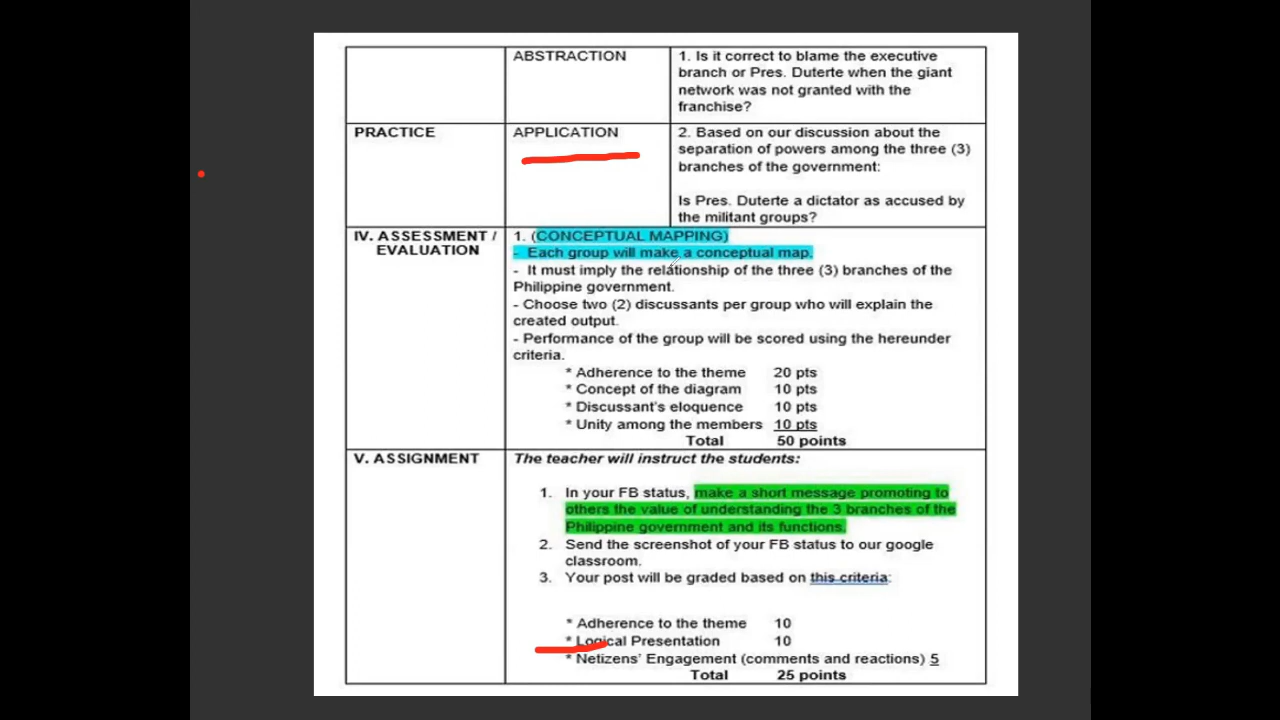 ABSTRACTION
1. Is it correct to blame the executive
branch or Pres. Duterte when the giant
network was not granted with the
franchise?
PRACTICE
APPLICATION
2. Based on our discussion about the
separation of powers among the three (3)
branches of the government:
Is Pres. Duterte a dictator as accused by
the militant groups?
IV. ASSESSMENT /
EVALUATION
1. (CONCEPTUAL MAPPING)
- Each group will make a conceptual map.
- It must imply the relationship of the three (3) branches of the
Philippine government.
- Choose two (2) discussants per group who will explain the
created output.
- Performance of the group will be scored using the hereunder
criteria.
* Adherence to the theme 20 pts
* Concept of the diagram 10 pts
* Discussant's eloquence 10 pts
* Unity among the members 10 pts
Total 50 points
V. ASSIGNMENT
The teacher will instruct the students:
1. In your FB status, make a short message promoting to
others the value of understanding the 3 branches of the
Philippine government and its functions.
2. Send the screenshot of your FB status to our google
classroom.
3. Your post will be graded based on this criteria:
* Adherence to the theme 10
* Logical Presentation 10
* Netizens' Engagement (comments and reactions) 5
Total 25 points